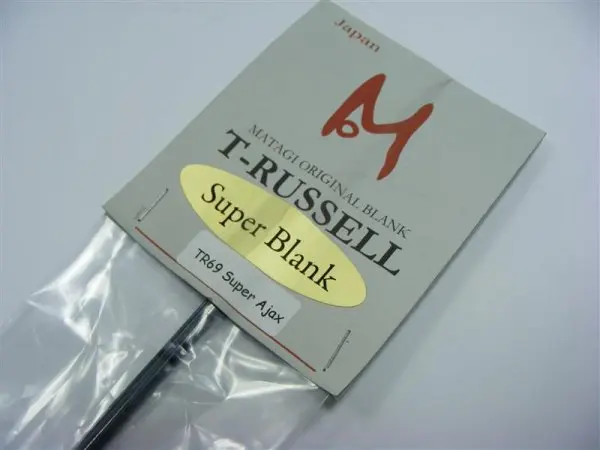 Japan
M
MATAGI ORIGINAL BLANK
T-RUSSELL
Super Blank
TR69 Super Ajax